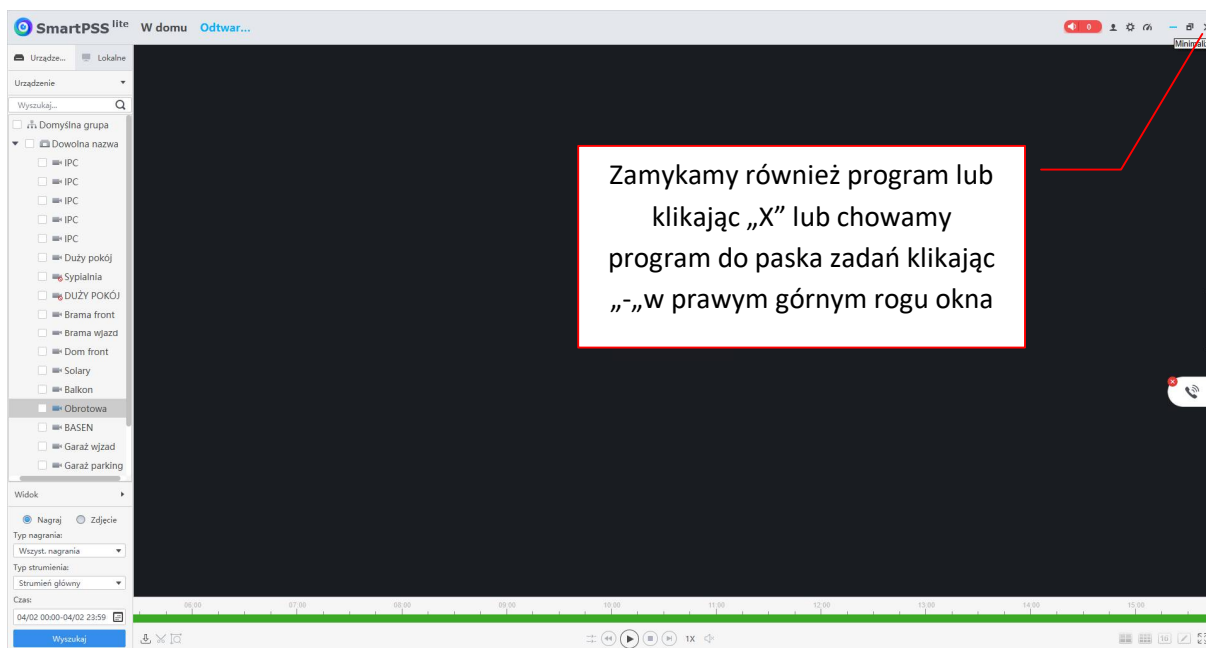 SmartPSS lite W domu Odtwar...
0
Urządze... Lokalne
Urządzenie
Wyszukaj...
Domyślna grupa
Dowolna nazwa
IPC
IPC
IPC
IPC
IPC
Duży pokój
Sypialnia
DUŻY POKÓJ
Brama front
Brama wjazd
Dom front
Solary
Balkon
Obrotowa
BASEN
Garaż wjzad
Garaż parking
Widok
Nagraj Zdjęcie
Typ nagrania:
Wszyst. nagrania
Typ strumienia:
Strumień główny
Czas:
04/02 00:00-04/02 23:59
Wyszukaj
Zamykamy również program lub
klikając „X” lub chowamy
program do paska zadań klikając
„-„w prawym górnym rogu okna
06:00 07:00 08:00 09:00 10:00 11:00 12:00 13:00 14:00 15:00
1X
16